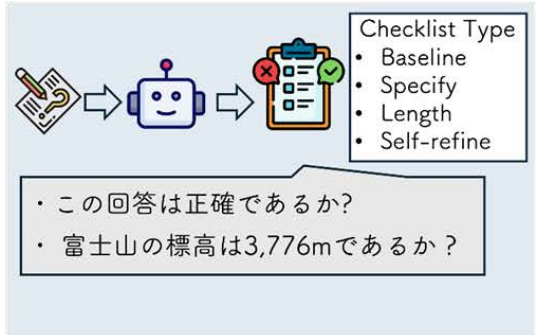 Checklist Type
• Baseline
• Specify
• Length
• Self-refine
・この回答は正確であるか?
・ 富士山の標高は3,776mであるか？